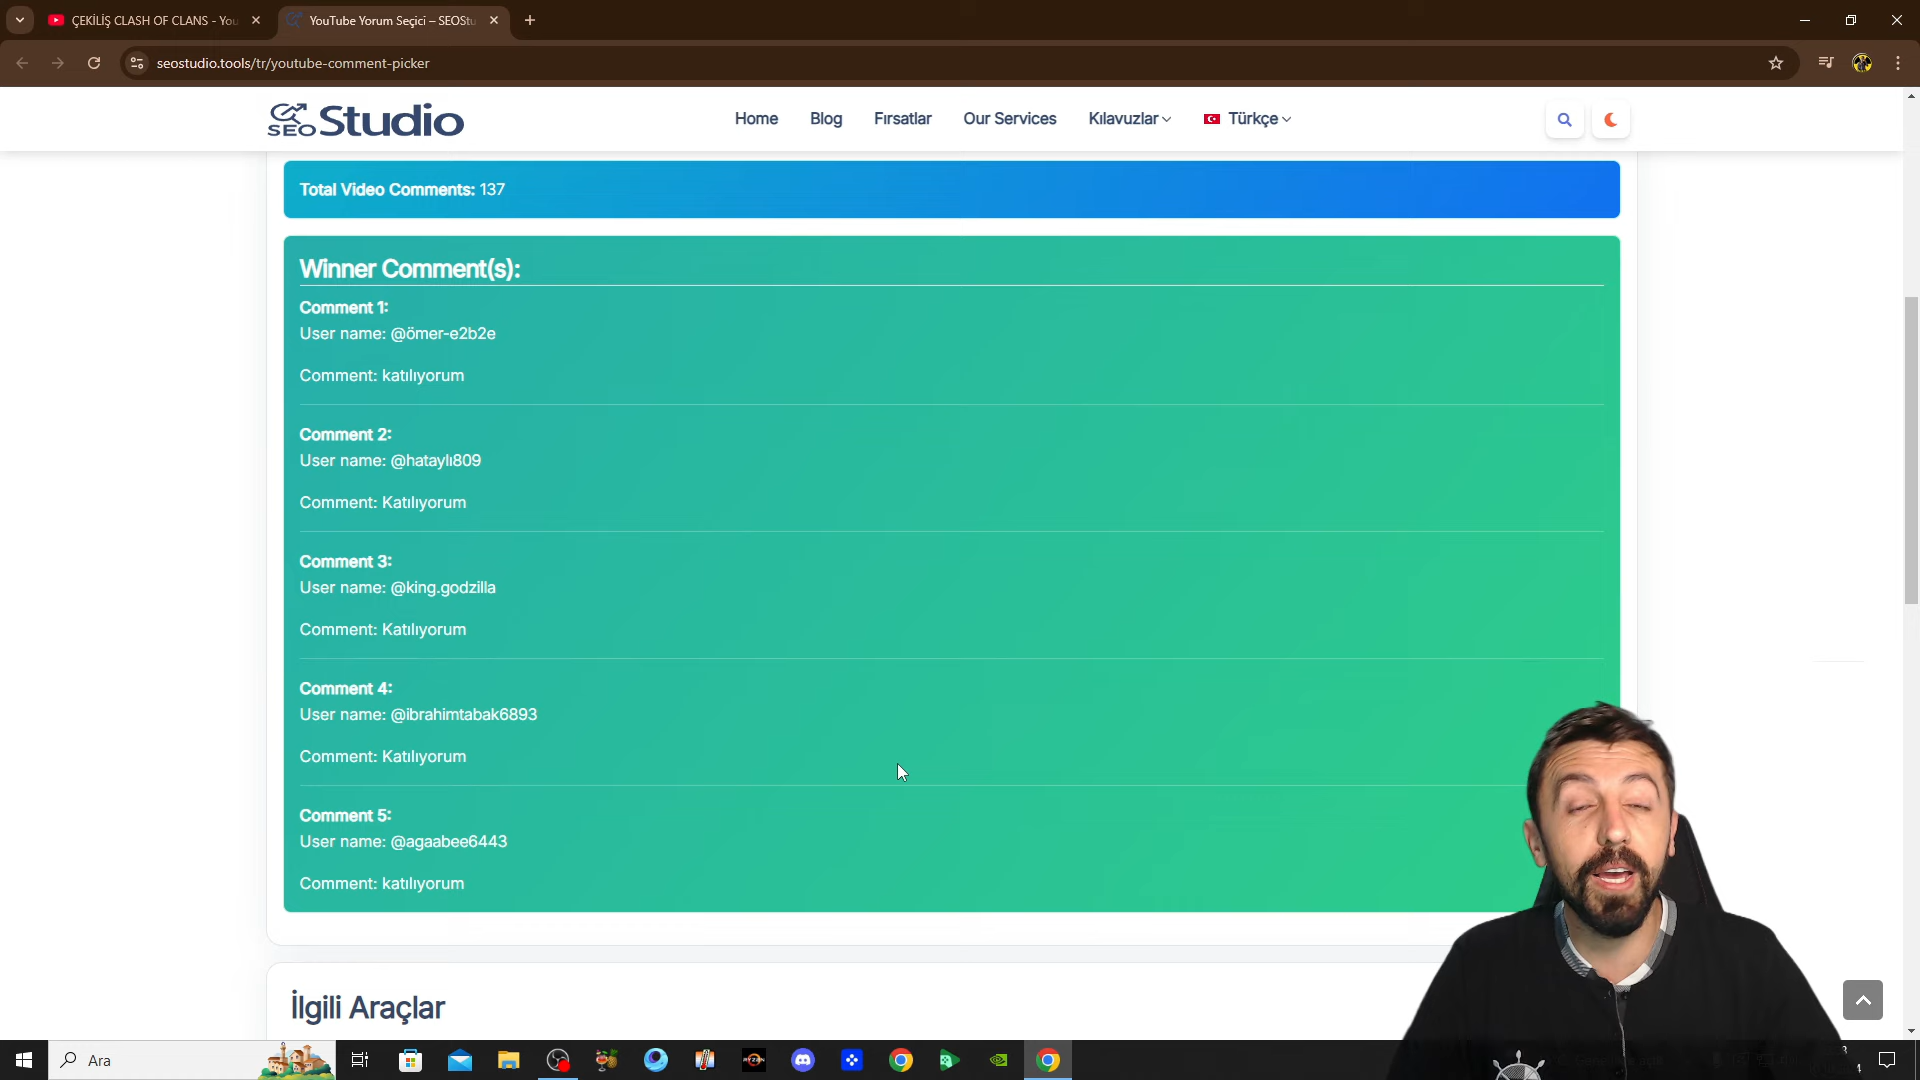 ÇEKİLİŞ CLASH OF CLANS - You
YouTube Yorum Seçici – SEOStu
seostudio.tools/tr/youtube-comment-picker
SEO Studio
Home
Blog
Fırsatlar
Our Services
Kılavuzlar
Türkçe
Total Video Comments: 137
Winner Comment(s):
Comment 1:
User name: @ömer-e2b2e
Comment: katılıyorum
Comment 2:
User name: @hataylı809
Comment: Katılıyorum
Comment 3:
User name: @king.godzilla
Comment: Katılıyorum
Comment 4:
User name: @ibrahimtabak6893
Comment: Katılıyorum
Comment 5:
User name: @agaabee6443
Comment: katılıyorum
İlgili Araçlar
Ara
RYZEN